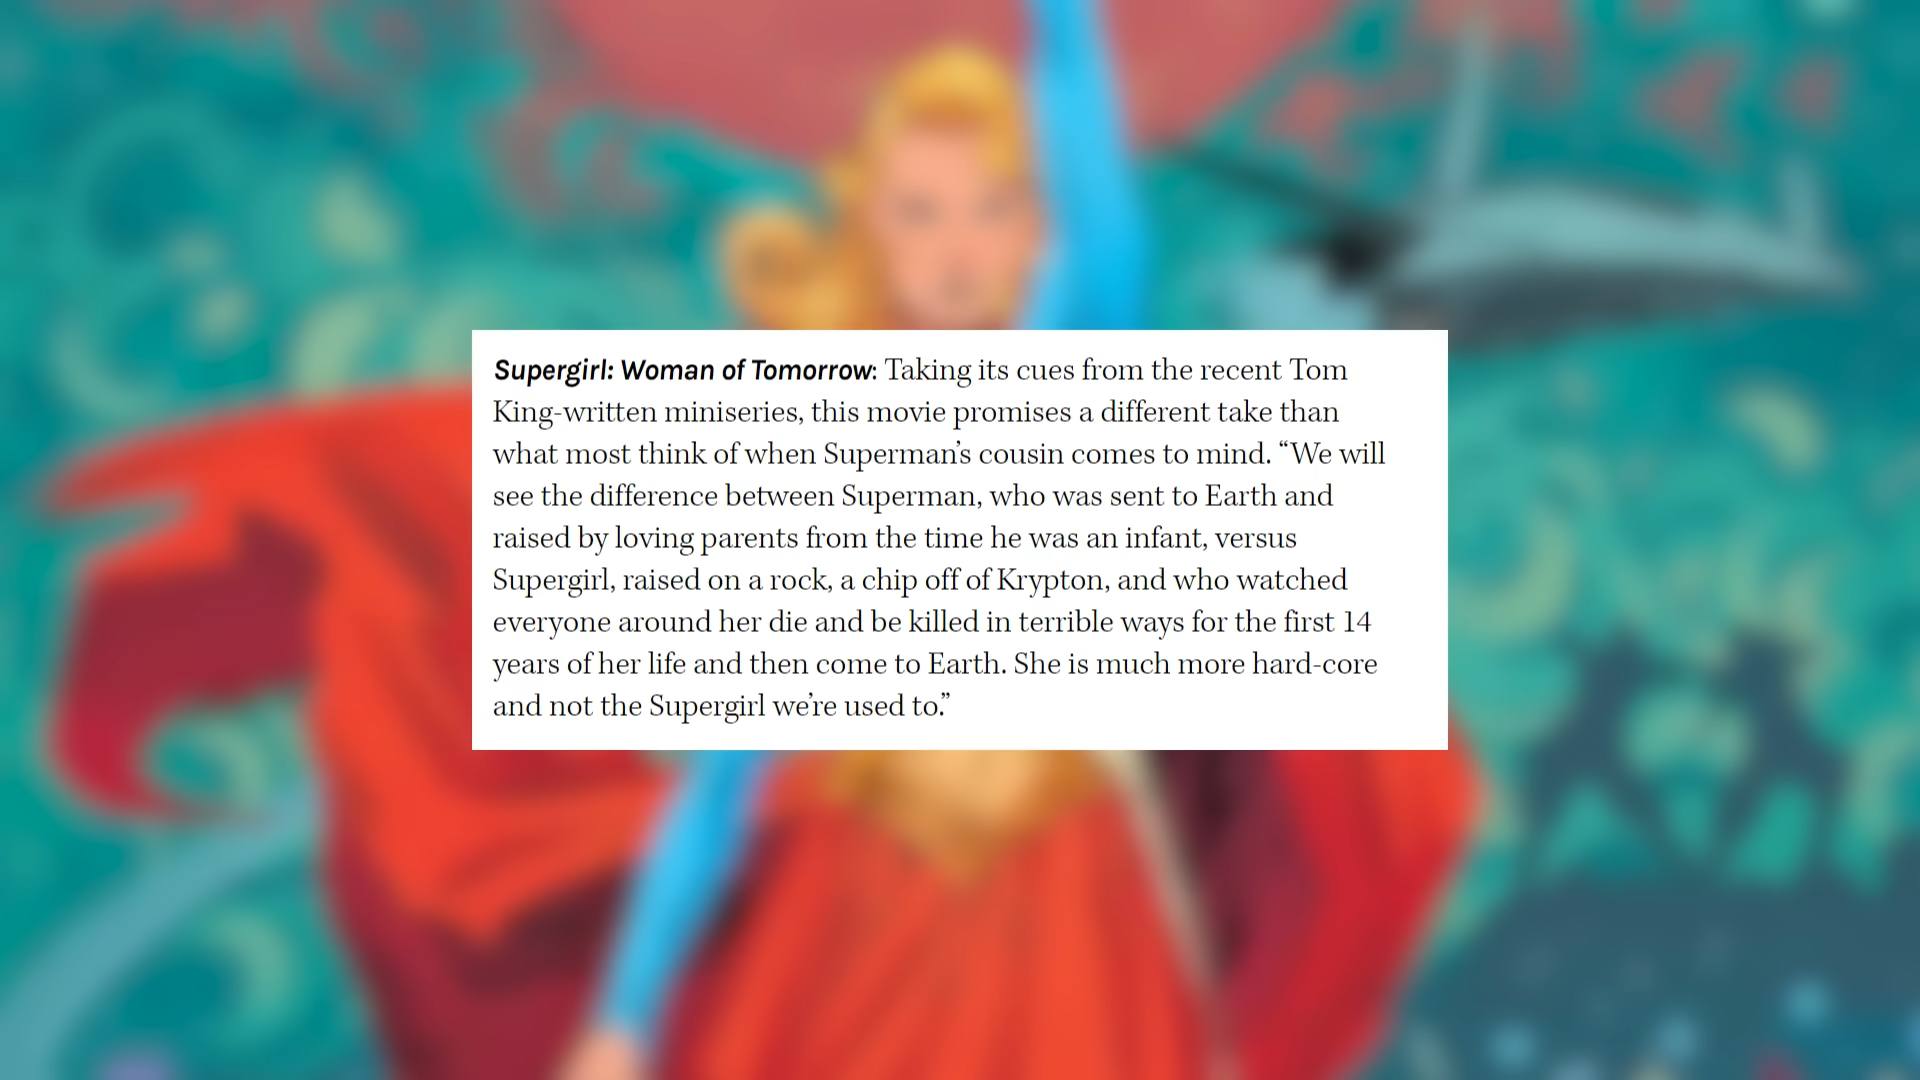 Supergirl: Woman of Tomorrow: Taking its cues from the recent Tom
King-written miniseries, this movie promises a different take than
what most think of when Superman’s cousin comes to mind. “We will
see the difference between Superman, who was sent to Earth and
raised by loving parents from the time he was an infant, versus
Supergirl, raised on a rock, a chip off of Krypton, and who watched
everyone around her die and be killed in terrible ways for the first 14
years of her life and then come to Earth. She is much more hard-core
and not the Supergirl we’re used to.”